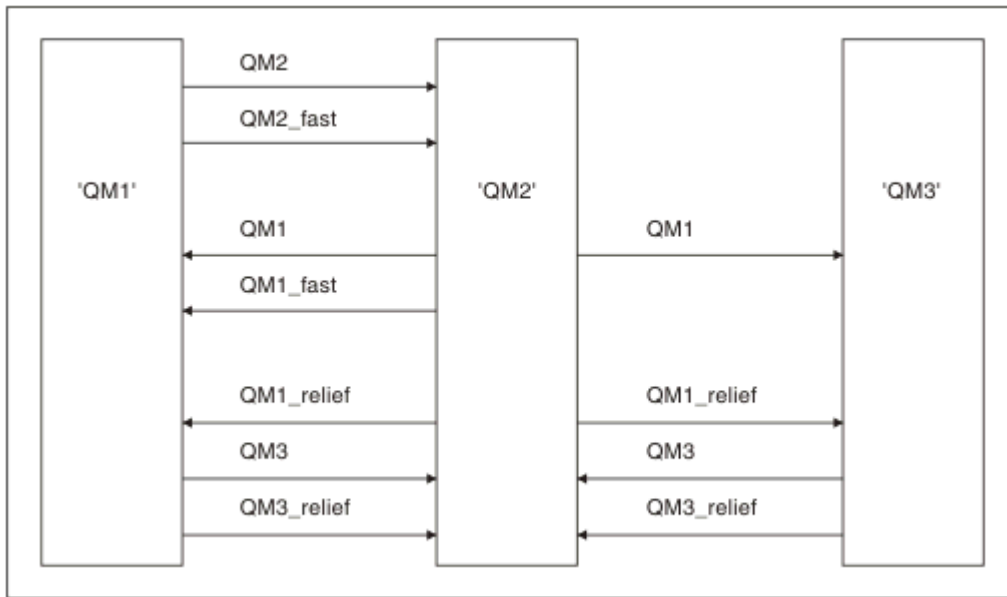 QM2
QM2_fast
'QM1' 'QM2' 'QM3'
QM1 QM1
QM1_fast
QM1_relief QM1_relief
QM3 QM3
QM3_relief QM3_relief